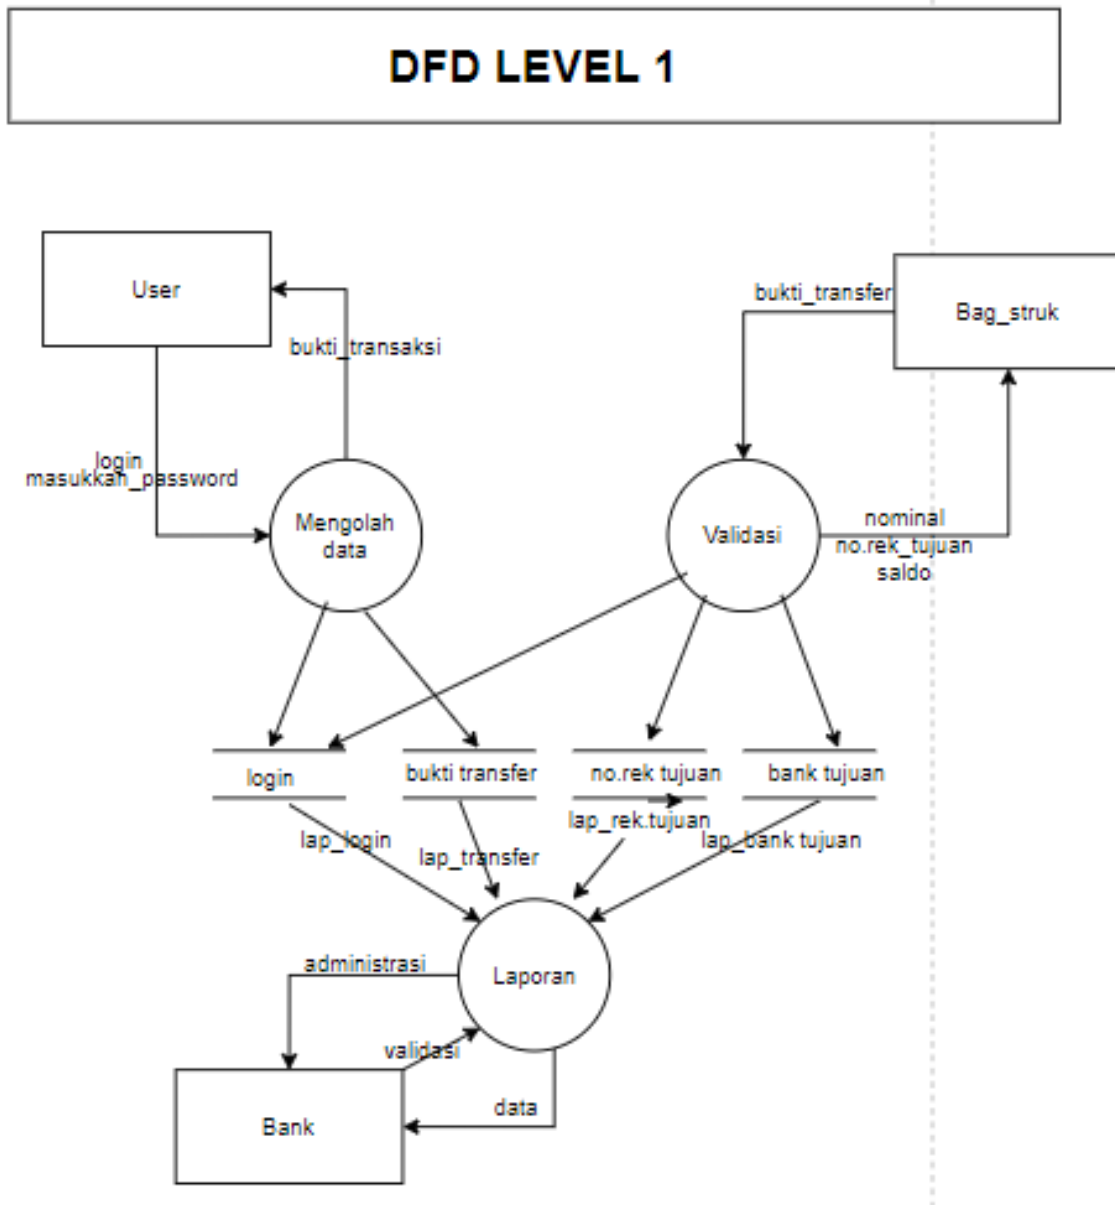 DFD LEVEL 1
User
bukti_transfer
Bag_struk
bukti_transaksi
login
masukkan_password
Mengolah
data
Validasi
nominal
no.rek_tujuan
saldo
login
bukti transfer
no.rek tujuan
bank tujuan
lap_login
lap_transfer
lap_rek.tujuan
lap_bank tujuan
administrasi
Laporan
validasi
data
Bank